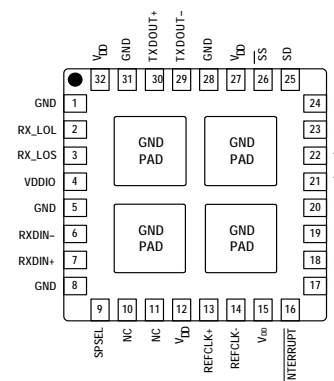 VDD
GND
TXDOUT+
TXDOUT–
GND
VDD
SS
SD
32
31
30
29
28
27
26
25
GND 1
RX_LOL 2
RX_LOS 3
VDDIO 4
GND 5
RXDIN– 6
RXDIN+ 7
GND 8
GND
PAD
GND
PAD
GND
PAD
GND
PAD
24
23
22
21
20
19
18
17
9
10
11
12
13
14
15
16
SPSEL
NC
NC
VDD
REFCLK+
REFCLK-
VDD
NTERRUPT